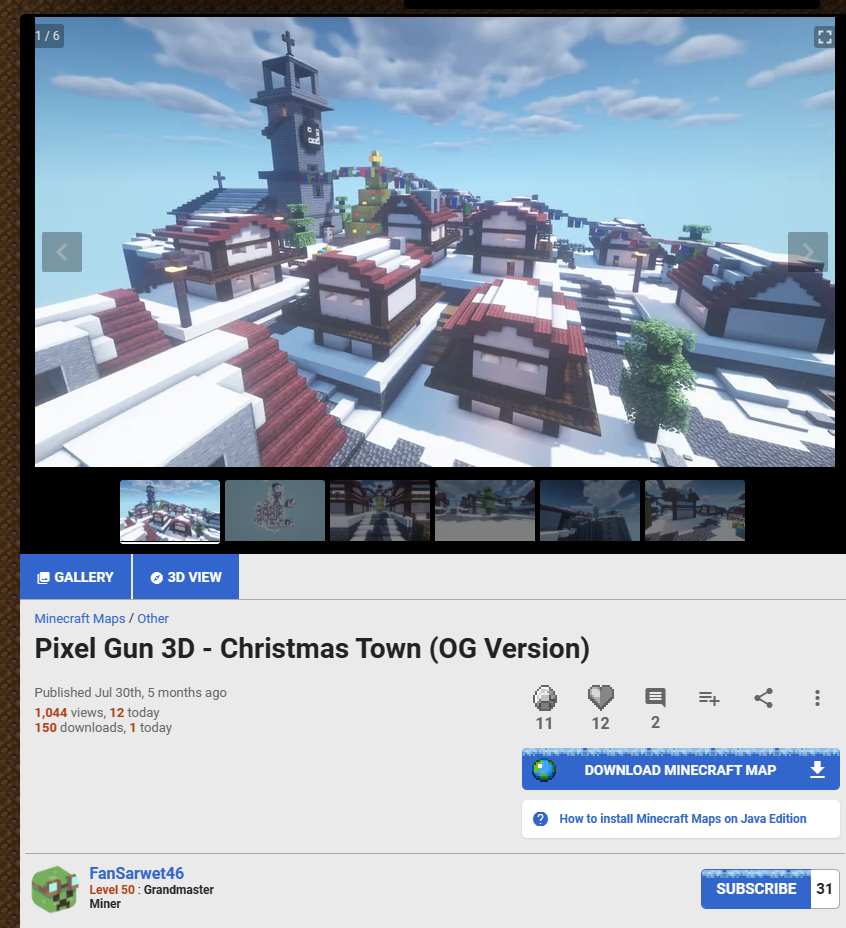 1 / 6
GALLERY
3D VIEW
Minecraft Maps / Other
Pixel Gun 3D - Christmas Town (OG Version)
Published Jul 30th, 5 months ago
1,044 views, 12 today
150 downloads, 1 today
11
12
2
DOWNLOAD MINECRAFT MAP
? How to install Minecraft Maps on Java Edition
FanSarwet46
Level 50 : Grandmaster
Miner
SUBSCRIBE 31